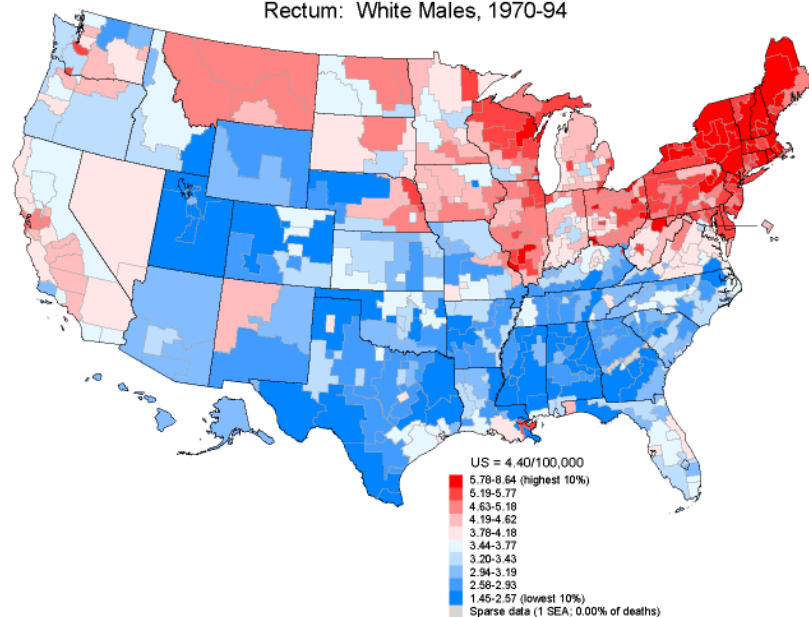 Rectum: White Males, 1970-94
US = 4.40/100,000
5.78-8.64 (highest 10%)
5.19-5.77
4.63-5.18
4.19-4.62
3.78-4.18
3.44-3.77
3.20-3.43
2.94-3.19
2.58-2.93
1.45-2.57 (lowest 10%)
Sparse data (1 SEA; 0.00% of deaths)